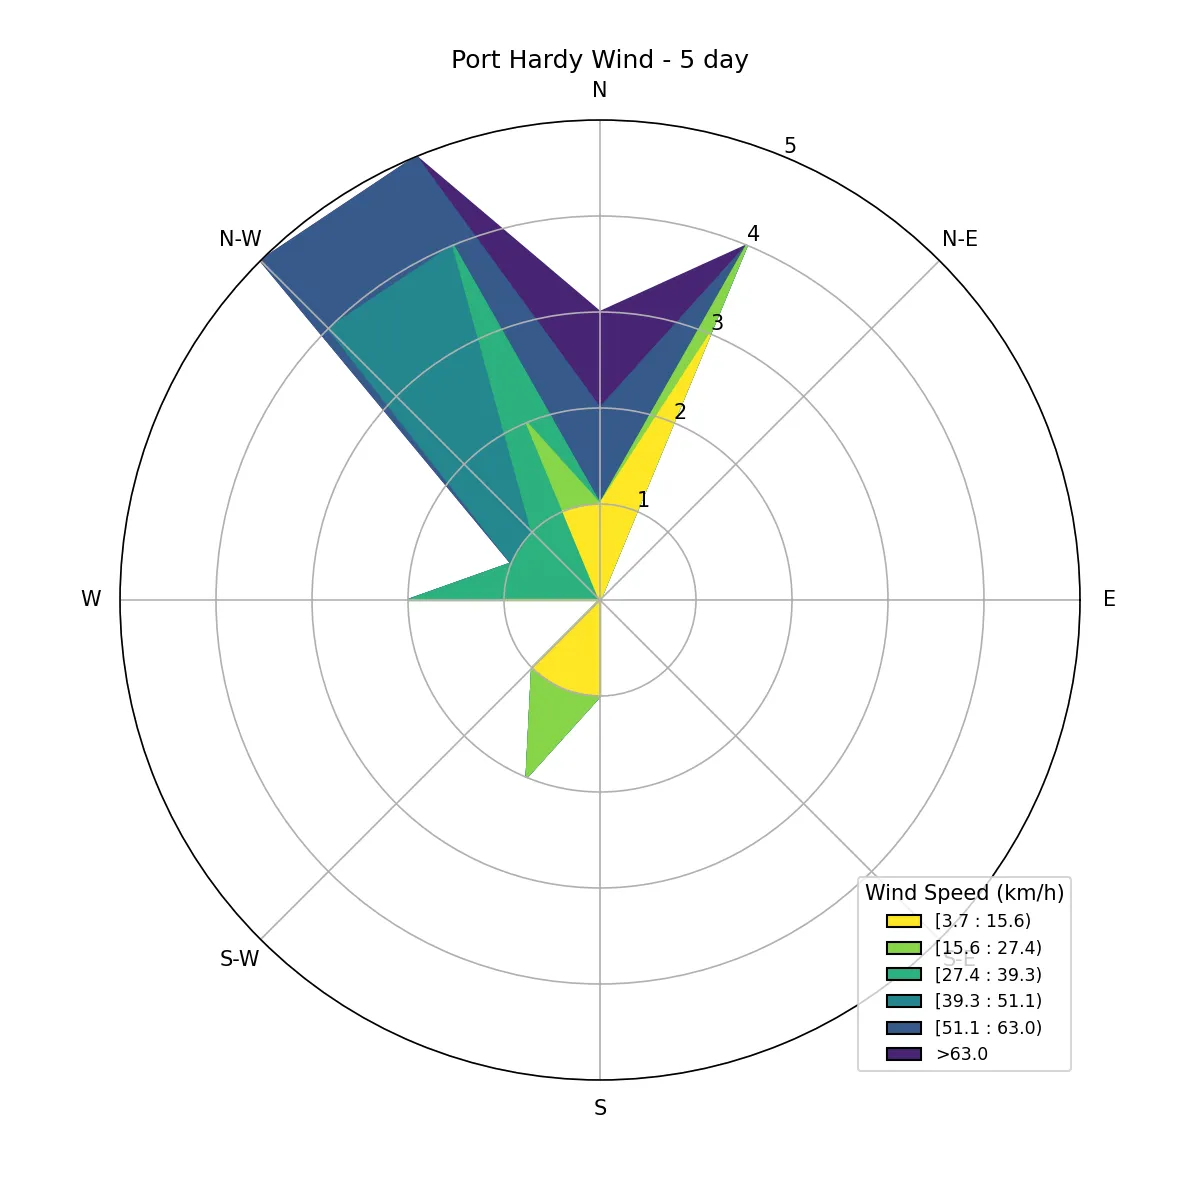 Port Hardy Wind - 5 day
N
5
4
N-W
N-E
3
2
1
W
E
S-W
S-E
Wind Speed (km/h)
[3.7 : 15.6)
[15.6 : 27.4)
[27.4 : 39.3)
[39.3 : 51.1)
[51.1 : 63.0)
>63.0
S